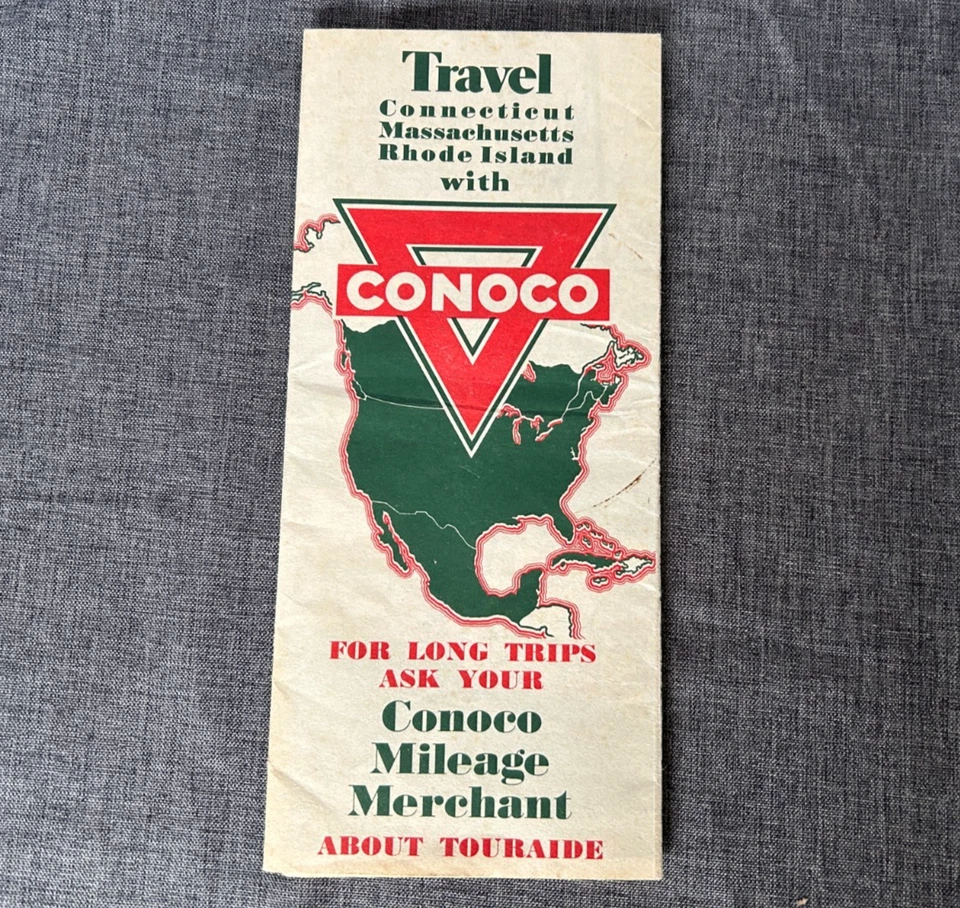 Travel
Connecticut
Massachusetts
Rhode Island
with
CONOCO
FOR LONG TRIPS
ASK YOUR
Conoco
Mileage
Merchant
ABOUT TOURAIDE